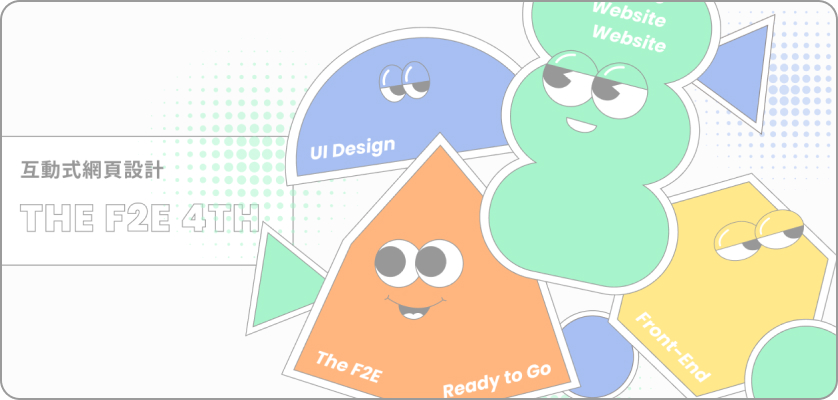 Website
Website
UI Design
互動式網頁設計
THE F2E 4TH
The F2E
Ready to Go
Front-End